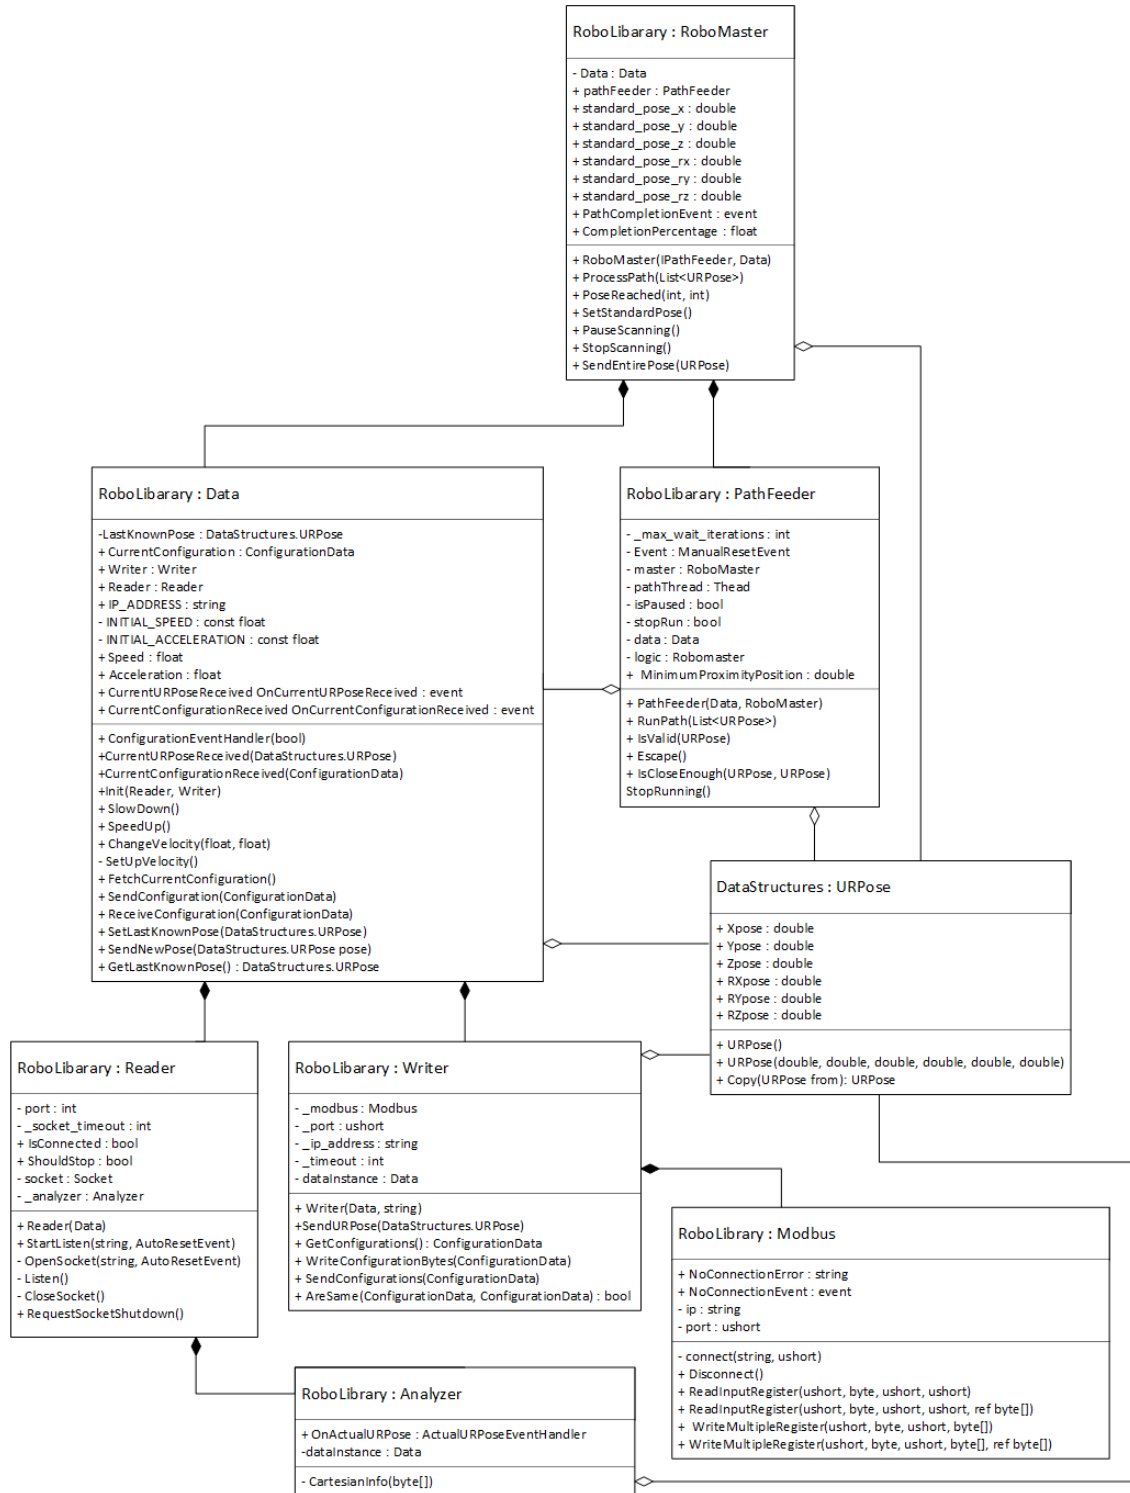 RoboLibarary : RoboMaster
- Data : Data
+ pathFeeder : PathFeeder
+ standard_pose_x : double
+ standard_pose_y : double
+ standard_pose_z : double
+ standard_pose_rx : double
+ standard_pose_ry : double
+ standard_pose_rz : double
+ PathCompletionEvent : event
+ CompletionPercentage : float
+ RoboMaster(IPathFeeder, Data)
+ ProcessPath(List<URPose>)
+ PoseReached(int, int)
+ SetStandardPose()
+ PauseScanning()
+ StopScanning()
+ SendEntirePose(URPose)
RoboLibarary : Data
-LastKnownPose : DataStructures.URPose
+ CurrentConfiguration : ConfigurationData
+ Writer : Writer
+ Reader : Reader
+ IP_ADDRESS : string
- INITIAL_SPEED : const float
- INITIAL_ACCELERATION : const float
+ Speed : float
+ Acceleration : float
+ CurrentURPoseReceived OnCurrentURPoseReceived : event
+ CurrentConfigurationReceived OnCurrentConfigurationReceived : event
+ ConfigurationEventHandler(bool)
+CurrentURPoseReceived(DataStructures.URPose)
+CurrentConfigurationReceived(ConfigurationData)
+Init(Reader, Writer)
+ SlowDown()
+ SpeedUp()
+ ChangeVelocity(float, float)
- SetUpVelocity()
+ FetchCurrentConfiguration()
+ SendConfiguration(ConfigurationData)
+ ReceiveConfiguration(ConfigurationData)
+ SetLastKnownPose(DataStructures.URPose)
+ SendNewPose(DataStructures.URPose pose)
+ GetLastKnownPose() : DataStructures.URPose
RoboLibarary : PathFeeder
- _max_wait_iterations : int
- Event : ManualResetEvent
- master : RoboMaster
- pathThread : Thead
- isPaused : bool
- stopRun : bool
- data : Data
- logic : Robomaster
+ MinimumProximityPosition : double
+ PathFeeder(Data, RoboMaster)
+ RunPath(List<URPose>)
+ IsValid(URPose)
+ Escape()
+ IsCloseEnough(URPose, URPose)
StopRunning()
DataStructures : URPose
+ Xpose : double
+ Ypose : double
+ Zpose : double
+ RXpose : double
+ RYpose : double
+ RZpose : double
+ URPose()
+ URPose(double, double, double, double, double, double)
+ Copy(URPose from) : URPose
RoboLibarary : Reader
- port : int
- _socket_timeout : int
+ IsConnected : bool
+ ShouldStop : bool
- socket : Socket
- _analyzer : Analyzer
+ Reader(Data)
+ StartListen(string, AutoResetEvent)
- OpenSocket(string, AutoResetEvent)
- Listen()
- CloseSocket()
+ RequestSocketShutdown()
RoboLibarary : Writer
- _modbus : Modbus
- _port : ushort
- _ip_address : string
- _timeout : int
- dataInstance : Data
+ Writer(Data, string)
+SendURPose(DataStructures.URPose)
+ GetConfigurations() : ConfigurationData
+ WriteConfigurationBytes(ConfigurationData)
+ SendConfigurations(ConfigurationData)
+ AreSame(ConfigurationData, ConfigurationData) : bool
RoboLibrary : Modbus
+ NoConnectionError : string
+ NoConnectionEvent : event
- ip : string
- port : ushort
- connect(string, ushort)
+ Disconnect()
+ ReadInputRegister(ushort, byte, ushort, ushort)
+ ReadInputRegister(ushort, byte, ushort, ushort, ref byte[])
+ WriteMultipleRegister(ushort, byte, ushort, byte[])
+ WriteMultipleRegister(ushort, byte, ushort, byte[], ref byte[])
RoboLibrary : Analyzer
+ OnActualURPose : ActualURPoseEventHandler
-dataInstance : Data
- CartesianInfo(byte[])